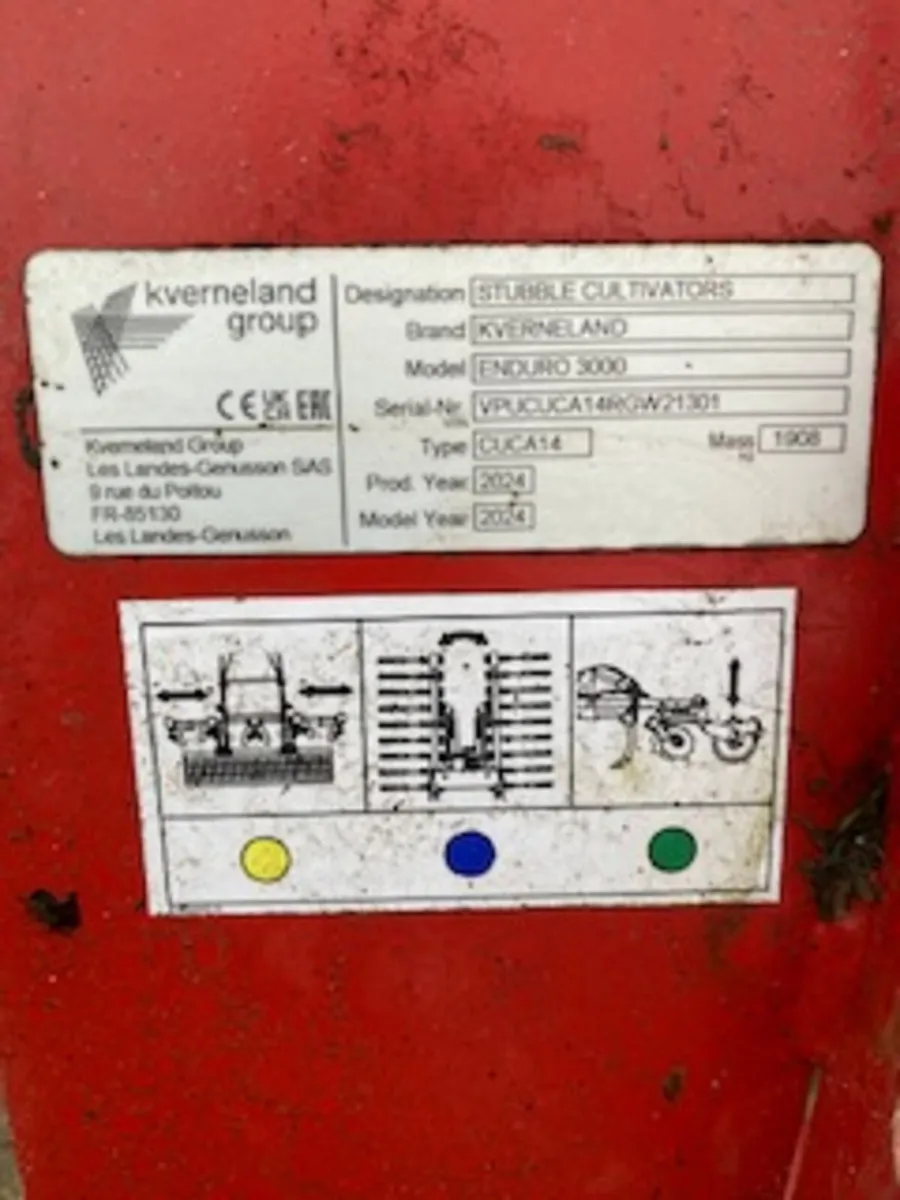 kverneland
group
CE UK CA EAC
Kverneland Group
Les Landes-Genusson SAS
9 rue du Poitou
FR-85130
Les Landes-Genusson
Designation STUBBLE CULTIVATORS
Brand KVERNELAND
Model ENDURO 3000
Serial-Nr. VPUCUCA14RGW21301
Type CUCA14 Mass 1908
kg
Prod. Year 2024
Model Year 2024